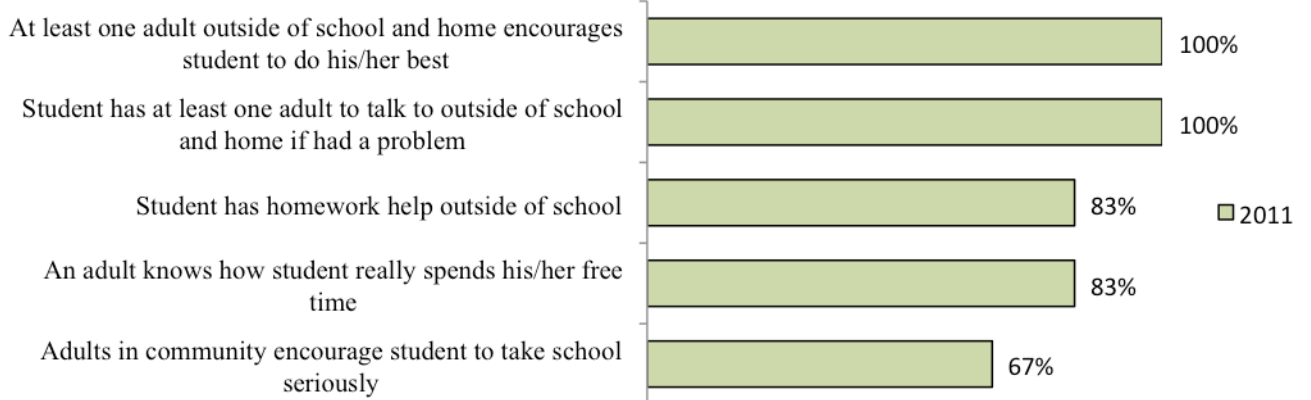 At least one adult outside of school and home encourages
student to do his/her best
100%
Student has at least one adult to talk to outside of school
and home if had a problem
100%
Student has homework help outside of school
83%
2011
An adult knows how student really spends his/her free
time
83%
Adults in community encourage student to take school
seriously
67%